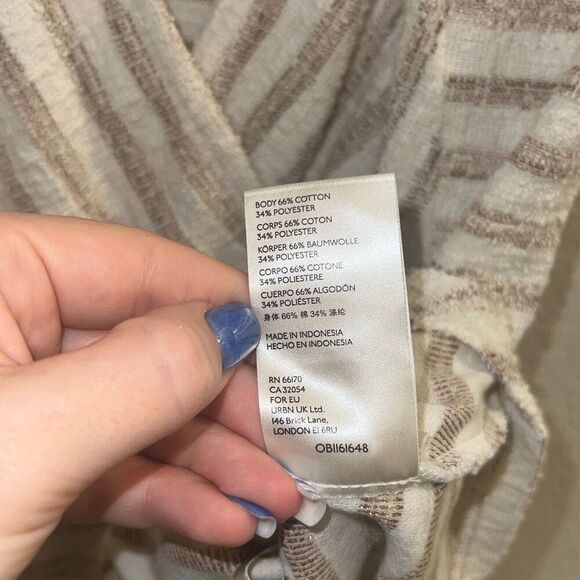 BODY 66% COTTON
34% POLYESTER
CORPS 66% COTON
34% POLYESTER
KÖRPER 66% BAUMWOLLE
34% POLYESTER
CORPO 66% COTONE
34% POLIESTERE
CUERPO 66% ALGODÓN
34% POLIÉSTER
身体 66% 棉 34% 涤纶
MADE IN INDONESIA
HECHO EN INDONESIA
RN 66170
CA 32054
FOR EU
URBN UK Ltd.
146 Brick Lane,
LONDON E1 6RU
OB1161648